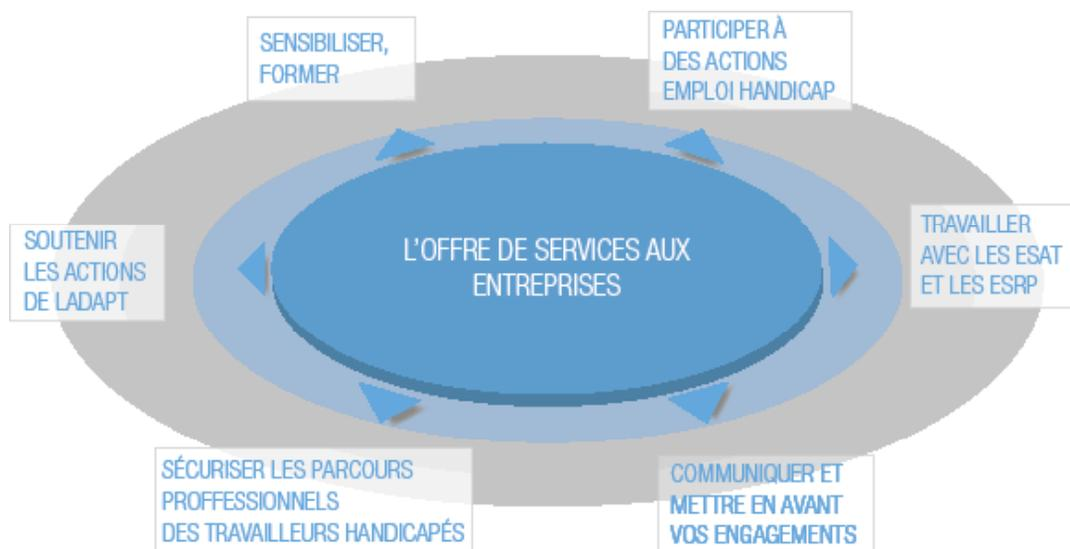 SENSIBILISER,
FORMER
PARTICIPER À
DES ACTIONS
EMPLOI HANDICAP
SOUTENIR
LES ACTIONS
DE LADAPT
L'OFFRE DE SERVICES AUX
ENTREPRISES
TRAVAILLER
AVEC LES ESAT
ET LES ESRP
SÉCURISER LES PARCOURS
PROFFESSIONNELS
DES TRAVAILLEURS HANDICAPÉS
COMMUNIQUER ET
METTRE EN AVANT
VOS ENGAGEMENTS